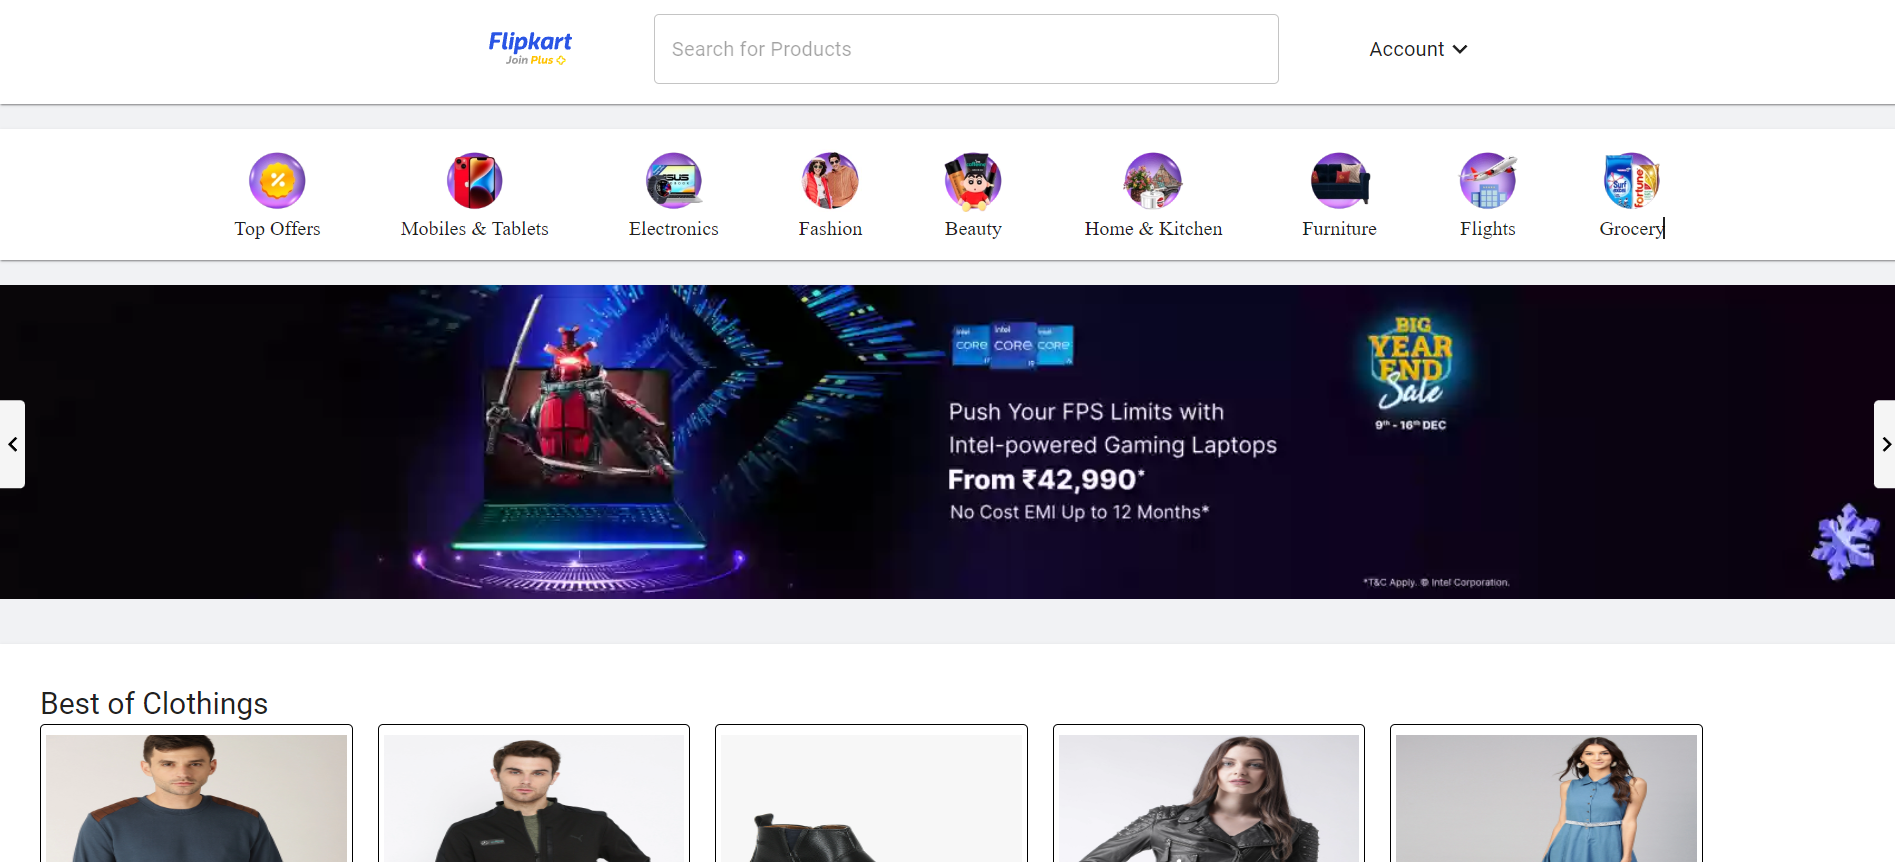 Flipkart
Join Plus
Search for Products
Account
Top Offers
Mobiles & Tablets
Electronics
Fashion
Beauty
Home & Kitchen
Furniture
Flights
Grocery
intel intel intel
CORE CORE CORE
Push Your FPS Limits with
Intel-powered Gaming Laptops
From ₹42,990*
No Cost EMI Up to 12 Months*
BIG
YEAR
END
Sale
9th - 16th DEC
*T&C Apply. © Intel Corporation.
Best of Clothings